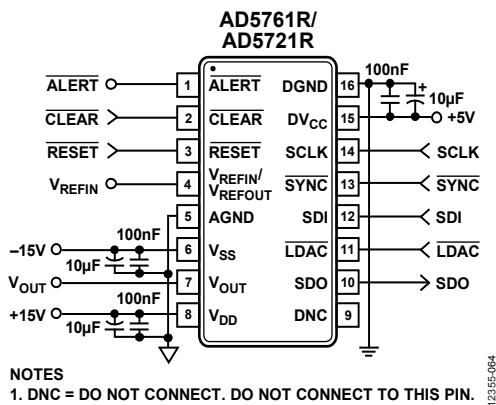 AD5761R/
AD5721R
ALERT
CLEAR
RESET
VREFIN
–15V
100nF
10µF
VOUT
100nF
+15V
10µF
1 ALERT
2 CLEAR
3 RESET
4 VREFIN/
VREFOUT
5 AGND
6 VSS
7 VOUT
8 VDD
DGND 16
DVCC 15
SCLK 14
SYNC 13
SDI 12
LDAC 11
SDO 10
DNC 9
100nF
+
10µF
+5V
SCLK
SYNC
SDI
LDAC
SDO
NOTES
1. DNC = DO NOT CONNECT. DO NOT CONNECT TO THIS PIN.
12355-064